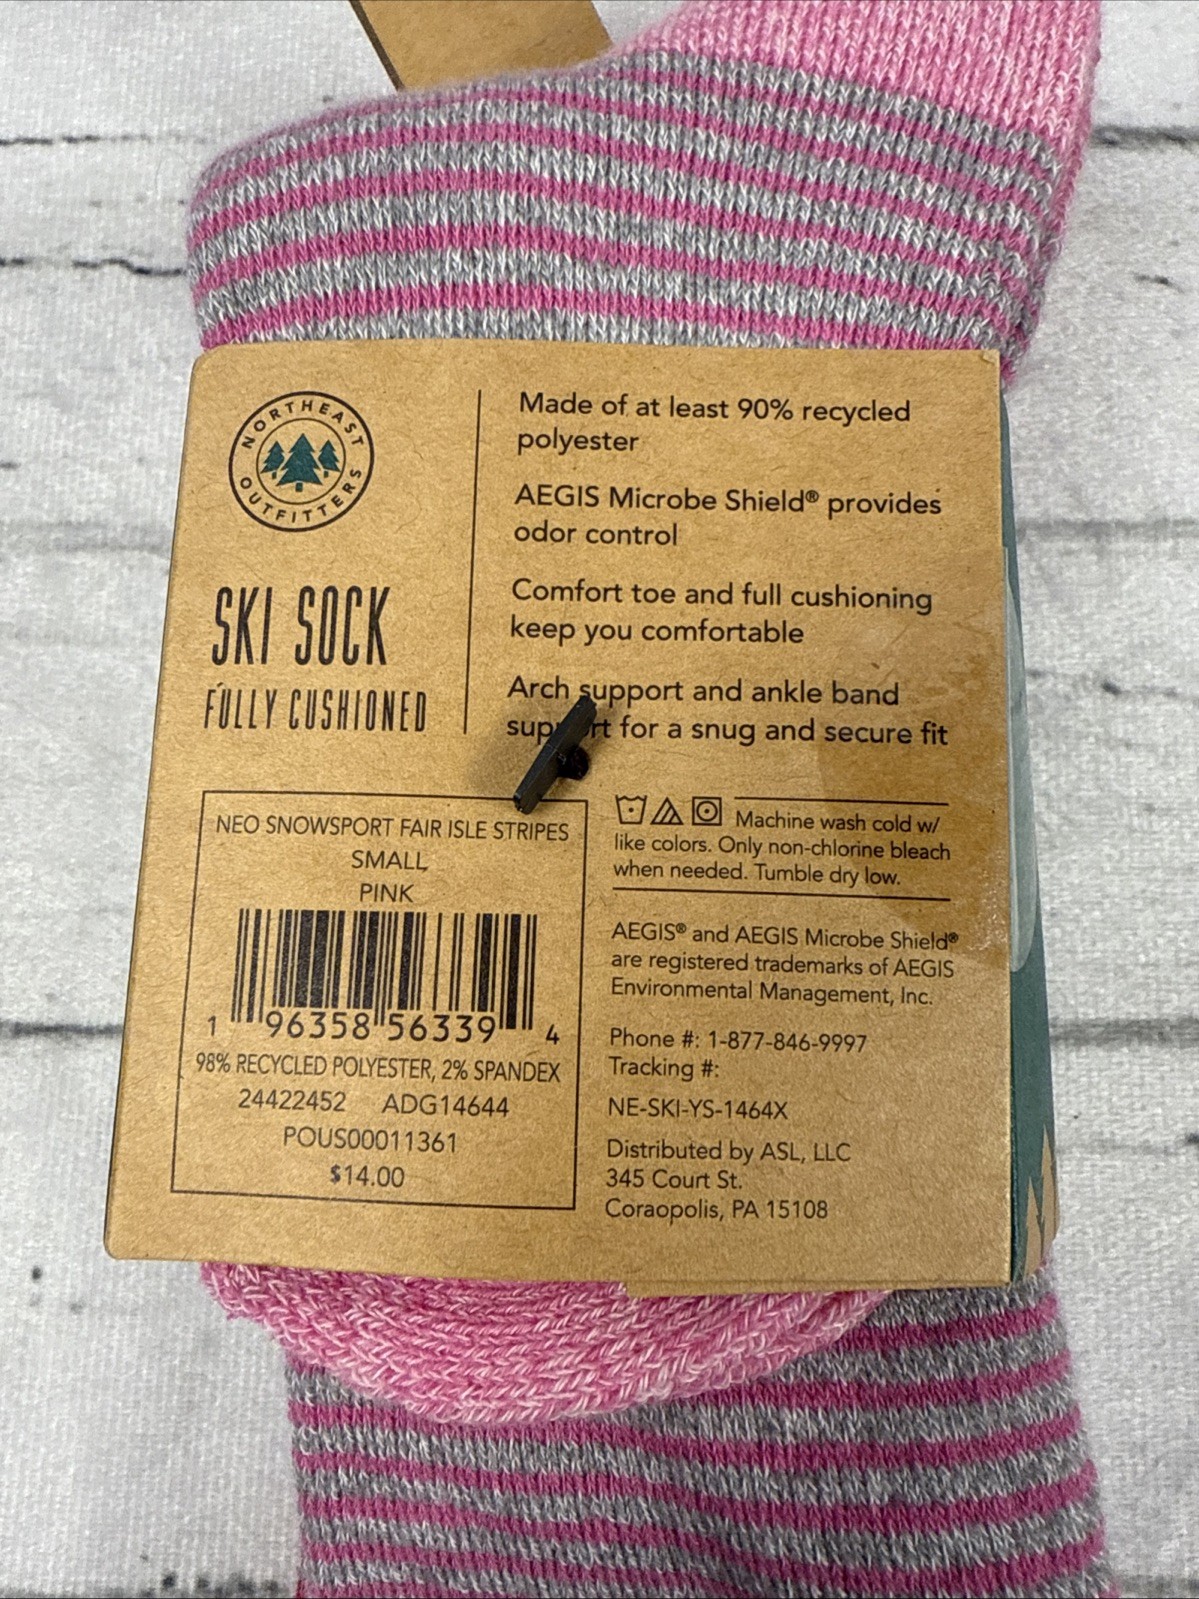 NORTHEAST
OUTFITTERS
SKI SOCK
FULLY CUSHIONED
Made of at least 90% recycled
polyester
AEGIS Microbe Shield® provides
odor control
Comfort toe and full cushioning
keep you comfortable
Arch support and ankle band
support for a snug and secure fit
NEO SNOWSPORT FAIR ISLE STRIPES
SMALL
PINK
1 96358 56339 4
98% RECYCLED POLYESTER, 2% SPANDEX
24422452 ADG14644
POUS00011361
$14.00
Machine wash cold w/
like colors. Only non-chlorine bleach
when needed. Tumble dry low.
AEGIS® and AEGIS Microbe Shield®
are registered trademarks of AEGIS
Environmental Management, Inc.
Phone #: 1-877-846-9997
Tracking #:
NE-SKI-YS-1464X
Distributed by ASL, LLC
345 Court St.
Coraopolis, PA 15108